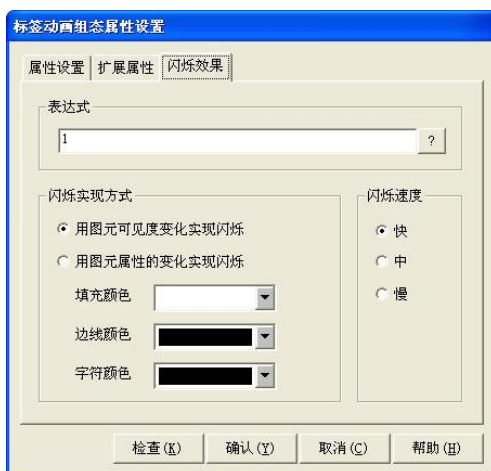 标签动画组态属性设置
属性设置 扩展属性 闪烁效果
表达式
1 ?
闪烁实现方式
用图元可见度变化实现闪烁
用图元属性的变化实现闪烁
填充颜色
边线颜色
字符颜色
闪烁速度
快
中
慢
检查(K) 确认(Y) 取消(C) 帮助(H)